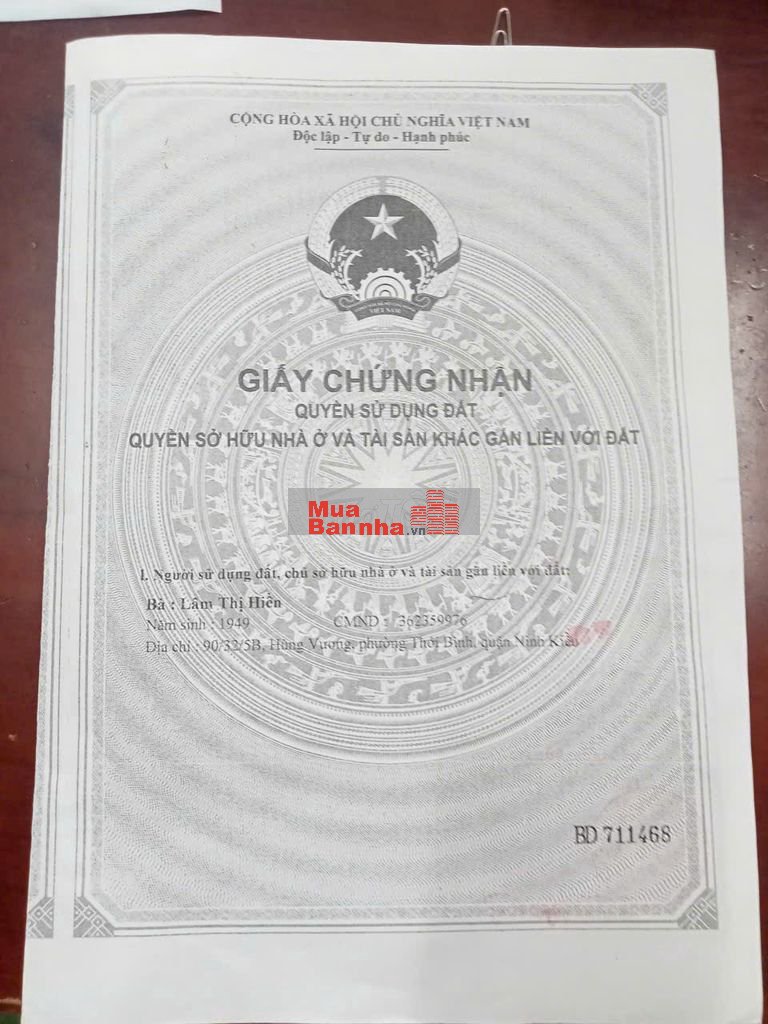 CỘNG HÒA XÃ HỘI CHỦ NGHĨA VIỆT NAM
Độc lập - Tự do - Hạnh phúc
VIỆT NAM
GIẤY CHỨNG NHẬN
QUYỀN SỬ DỤNG ĐẤT
QUYỀN SỞ HỮU NHÀ Ở VÀ TÀI SẢN KHÁC GẮN LIỀN VỚI ĐẤT
Mua
Bannha.vn
I. Người sử dụng đất, chủ sở hữu nhà ở và tài sản gắn liền với đất:
Bà : Lâm Thị Hiền
Năm sinh : 1949 CMND : 362359976
Địa chỉ : 90/32/5B, Hùng Vương, phường Thới Bình, quận Ninh Kiều
BD 711468